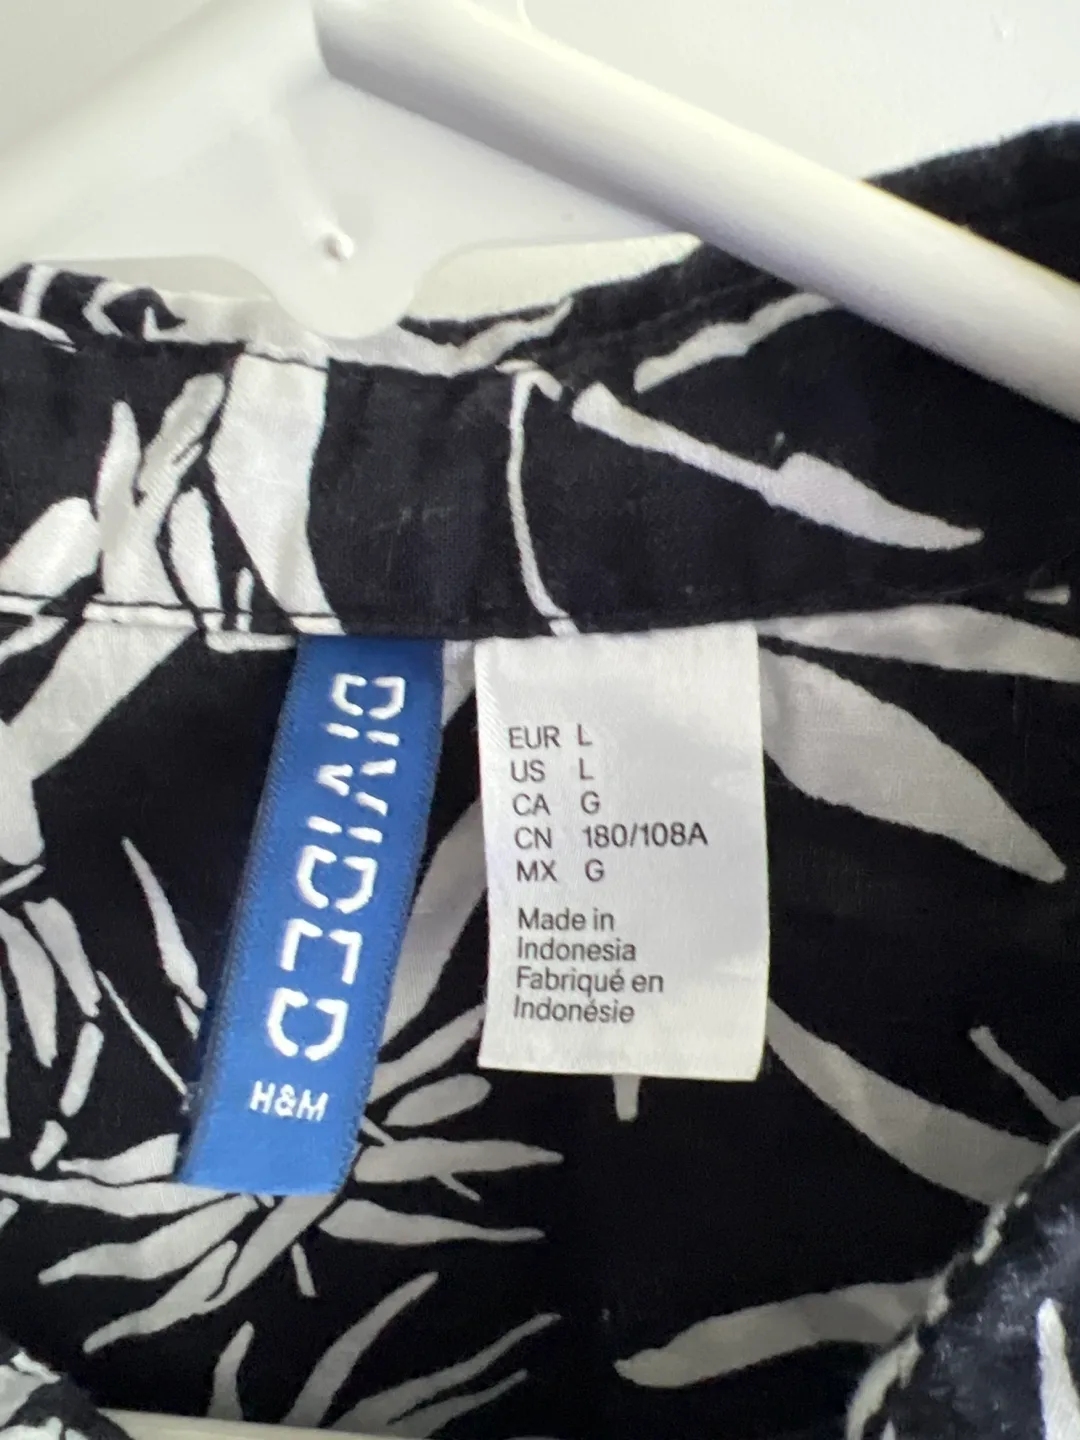 DIVIDED
H&M
EUR L
US L
CA G
CN 180/108A
MX G
Made in
Indonesia
Fabriqué en
Indonésie